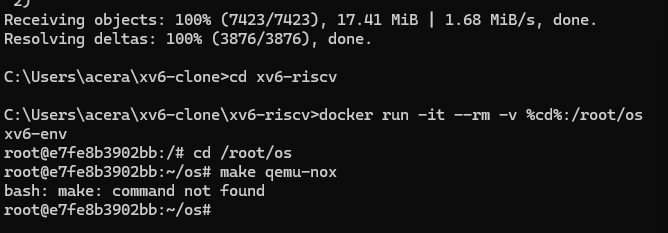 2)
Receiving objects: 100% (7423/7423), 17.41 MiB | 1.68 MiB/s, done.
Resolving deltas: 100% (3876/3876), done.
C:\Users\acera\xv6-clone>cd xv6-riscv
C:\Users\acera\xv6-clone\xv6-riscv>docker run -it --rm -v %cd%:/root/os
xv6-env
root@e7fe8b3902bb:/# cd /root/os
root@e7fe8b3902bb:~/os# make qemu-nox
bash: make: command not found
root@e7fe8b3902bb:~/os#